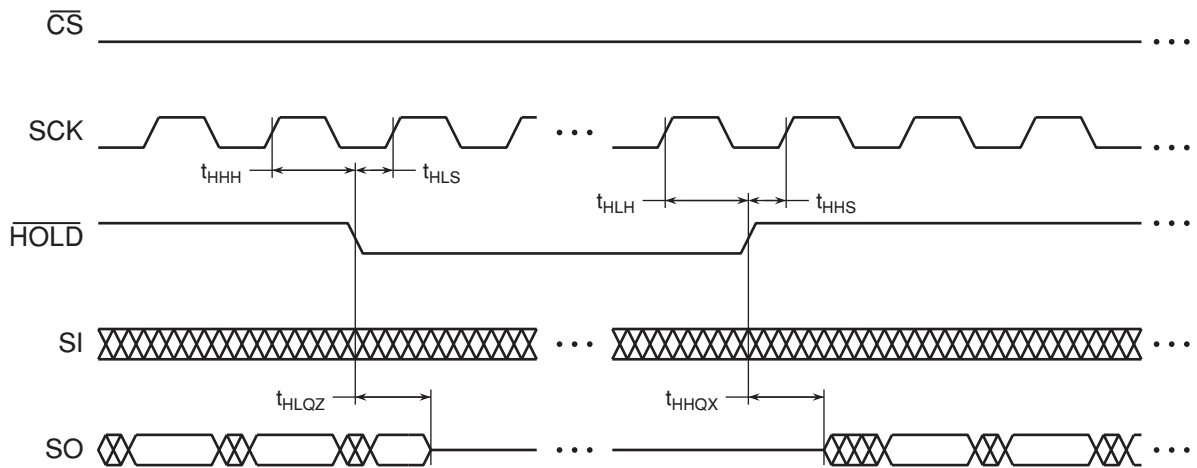 CS
SCK
tHHH
tHLS
tHLH
tHHS
HOLD
SI
tHLQZ
tHHQX
SO